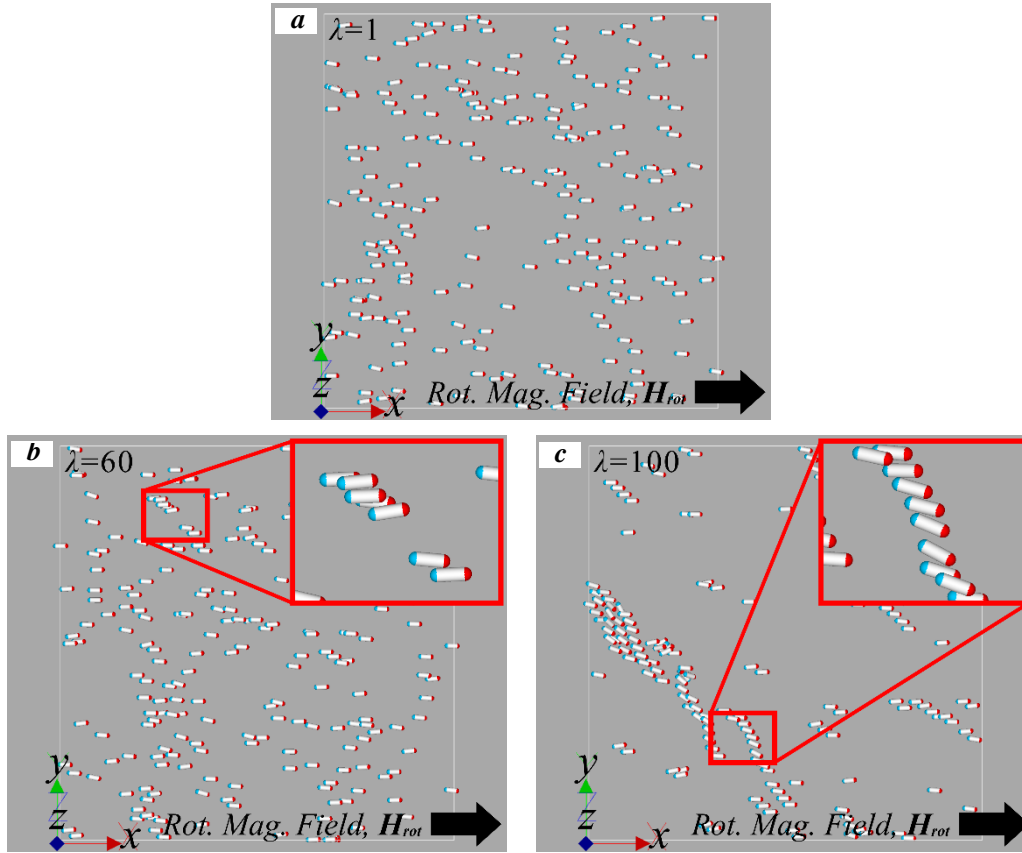 a
λ=1
y
z
x
Rot. Mag. Field, Hrot
b
λ=60
y
z
x
Rot. Mag. Field, Hrot
c
λ=100
y
z
x
Rot. Mag. Field, Hrot